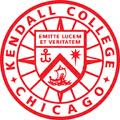 KENDALL COLLEGE
EMITTE LUCEM
ET VERITATEM
CHICAGO